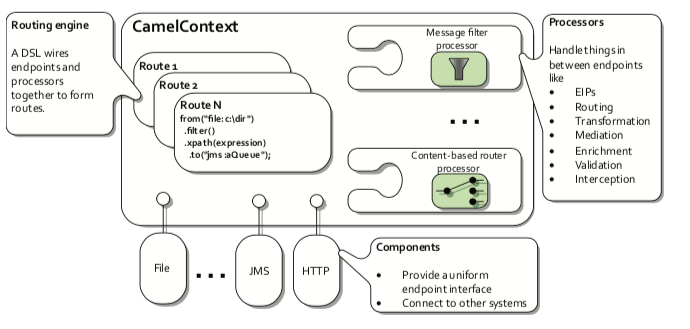 Routing engine
A DSL wires
endpoints and
processors
together to form
routes.
CamelContext
Route 1
Route 2
Route N
from("file: c:\dir")
.filter()
.xpath(expression)
.to("jms :aQueue");
Message filter
processor
...
Content-based router
processor
Processors
Handle things in
between endpoints
like
• EIPs
• Routing
• Transformation
• Mediation
• Enrichment
• Validation
• Interception
File
...
JMS
HTTP
Components
• Provide a uniform
endpoint interface
• Connect to other systems